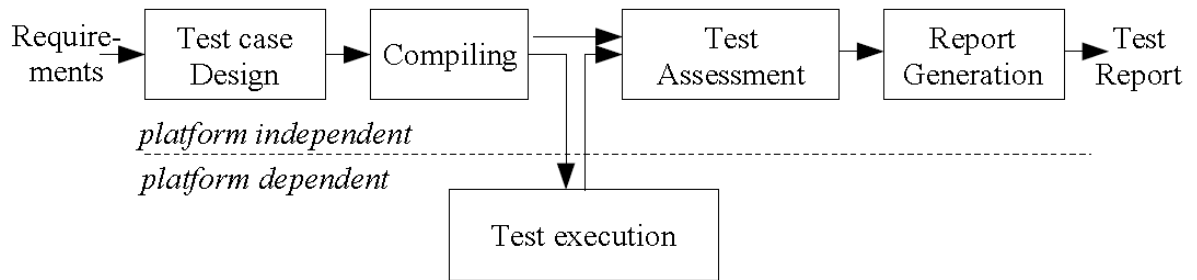 Require-
ments
Test case
Design
Compiling
Test
Assessment
Report
Generation
Test
Report
platform independent
platform dependent
Test execution